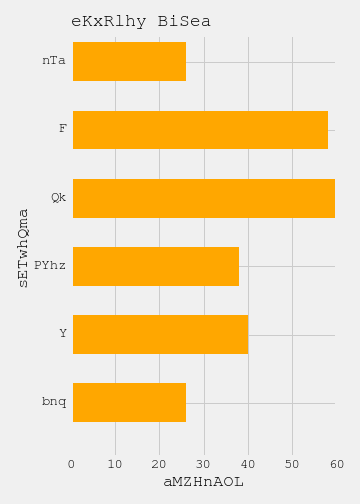 eKxRlhy BiSea
nTa
F
Qk
PYhz
Y
bnq
sETwhQma
0 10 20 30 40 50 60
aMZHnAOL